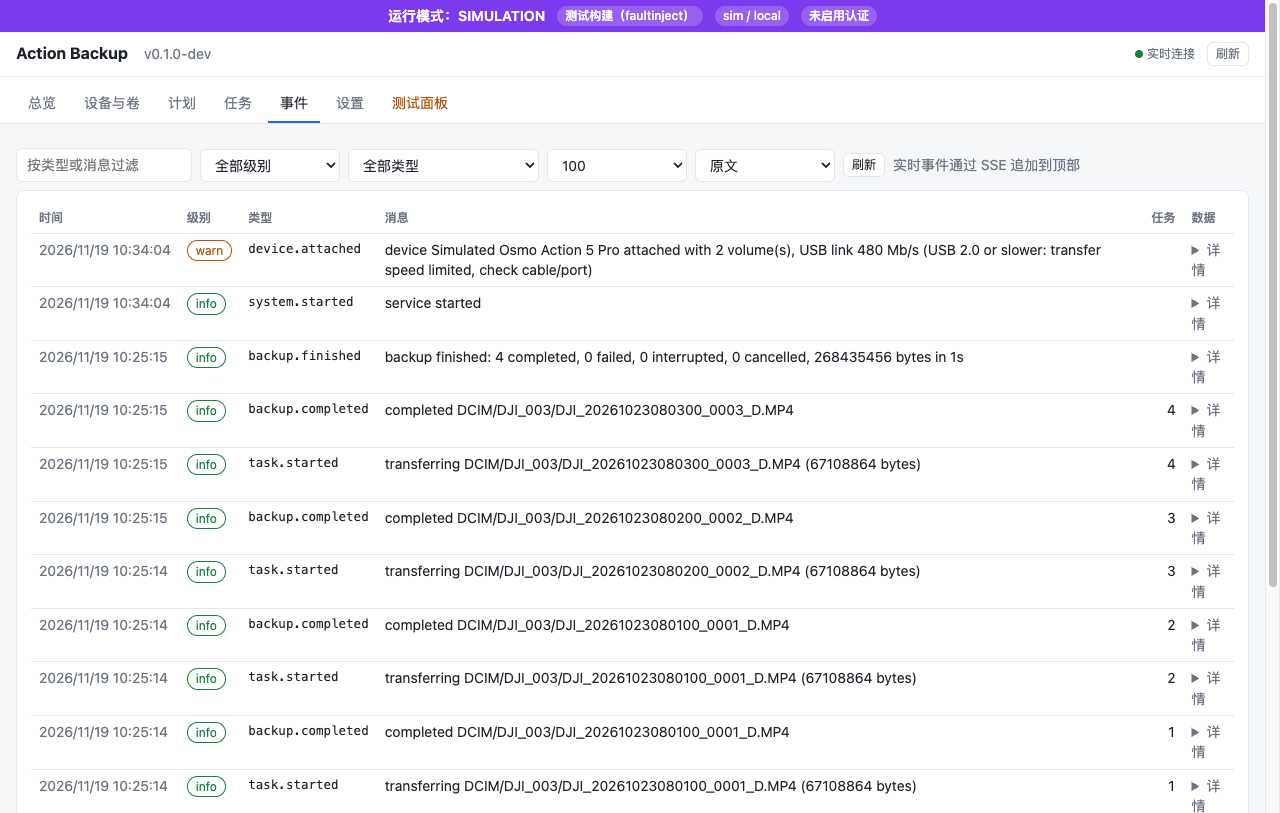 运行模式：SIMULATION 测试构建（faultinject） sim / local 未启用认证
Action Backup v0.1.0-dev 实时连接 刷新
总览 设备与卷 计划 任务 事件 设置 测试面板
按类型或消息过滤 全部级别 全部类型 100 原文 刷新 实时事件通过 SSE 追加到顶部
时间 级别 类型 消息 任务 数据
2026/11/19 10:34:04 warn device.attached device Simulated Osmo Action 5 Pro attached with 2 volume(s), USB link 480 Mb/s (USB 2.0 or slower: transfer ▶ 详
speed limited, check cable/port) 情
2026/11/19 10:34:04 info system.started service started ▶ 详
情
2026/11/19 10:25:15 info backup.finished backup finished: 4 completed, 0 failed, 0 interrupted, 0 cancelled, 268435456 bytes in 1s ▶ 详
情
2026/11/19 10:25:15 info backup.completed completed DCIM/DJI_003/DJI_20261023080300_0003_D.MP4 4 ▶ 详
情
2026/11/19 10:25:15 info task.started transferring DCIM/DJI_003/DJI_20261023080300_0003_D.MP4 (67108864 bytes) 4 ▶ 详
情
2026/11/19 10:25:15 info backup.completed completed DCIM/DJI_003/DJI_20261023080200_0002_D.MP4 3 ▶ 详
情
2026/11/19 10:25:14 info task.started transferring DCIM/DJI_003/DJI_20261023080200_0002_D.MP4 (67108864 bytes) 3 ▶ 详
情
2026/11/19 10:25:14 info backup.completed completed DCIM/DJI_003/DJI_20261023080100_0001_D.MP4 2 ▶ 详
情
2026/11/19 10:25:14 info task.started transferring DCIM/DJI_003/DJI_20261023080100_0001_D.MP4 (67108864 bytes) 2 ▶ 详
情
2026/11/19 10:25:14 info backup.completed completed DCIM/DJI_003/DJI_20261023080100_0001_D.MP4 1 ▶ 详
情
2026/11/19 10:25:14 info task.started transferring DCIM/DJI_003/DJI_20261023080100_0001_D.MP4 (67108864 bytes) 1 ▶ 详
情